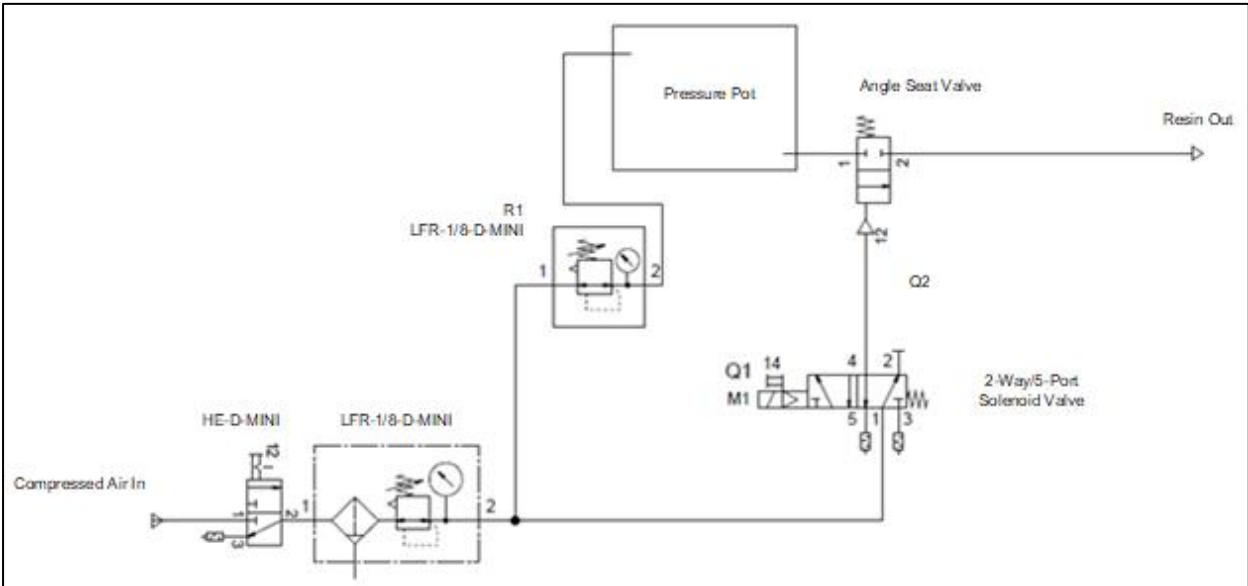 Pressure Pot
Angle Seat Valve
Resin Out
1
2
12
R1
LFR-1/8-D-MINI
1
2
Q2
Q1
14
4
2
M1
5
1
3
2-Way/5-Port
Solenoid Valve
HE-D-MINI
LFR-1/8-D-MINI
12
Compressed Air In
1
2
3
1
2